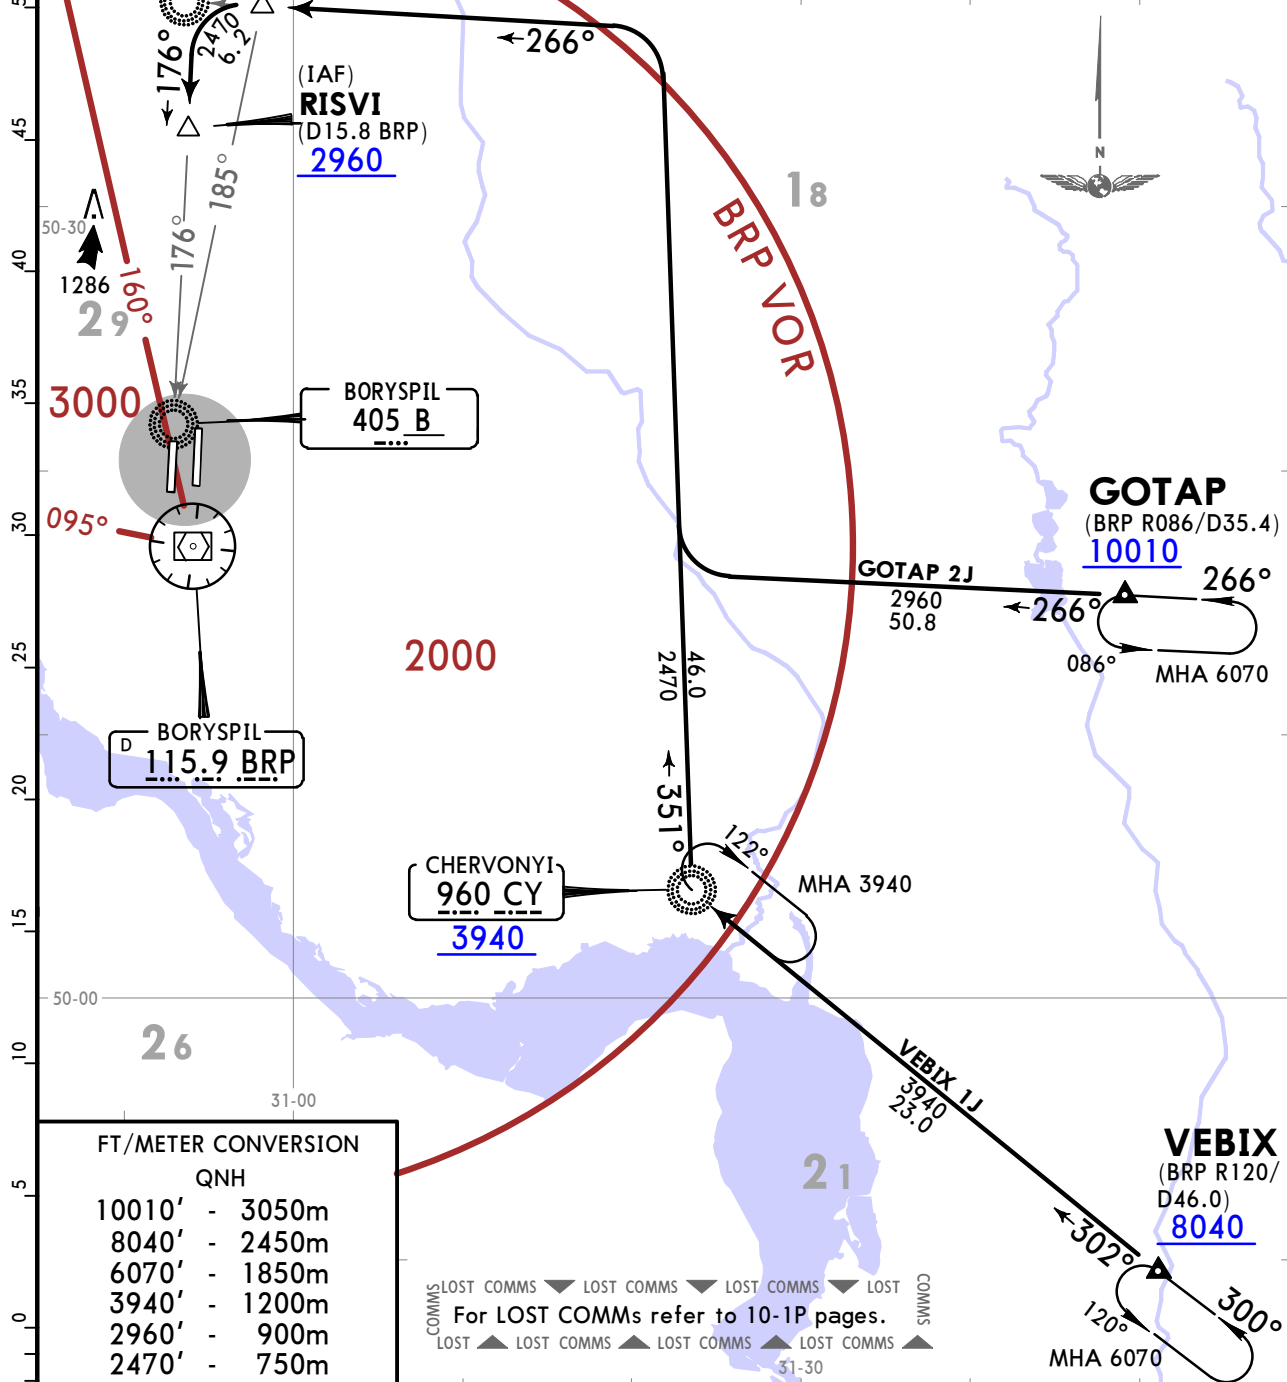 50
176°
2470
6.2
266°
(IAF)
RISVI
(D15.8 BRP)
2960
45
185°
176°
50-30
40
1286
160°
29
18
N
BRP VOR
35
3000
BORYSPIL
405 B
30
095°
GOTAP
(BRP R086/D35.4)
10010
GOTAP 2J
2960
50.8
266°
266°
086°
MHA 6070
25
2000
46.0
2470
D
BORYSPIL
115.9 BRP
20
351°
122°
CHERVONYI
960 CY
3940
MHA 3940
15
50-00
26
10
31-00
VEBIX 1J
3940
23.0
21
VEBIX
(BRP R120/
D46.0)
8040
302°
300°
120°
MHA 6070
5
0
FT/METER CONVERSION
QNH
10010' - 3050m
8040' - 2450m
6070' - 1850m
3940' - 1200m
2960' - 900m
2470' - 750m
LOST COMMS LOST COMMS LOST COMMS LOST
COMMS
For LOST COMMs refer to 10-1P pages.
COMMS
LOST LOST COMMS LOST COMMS LOST COMMS
31-30